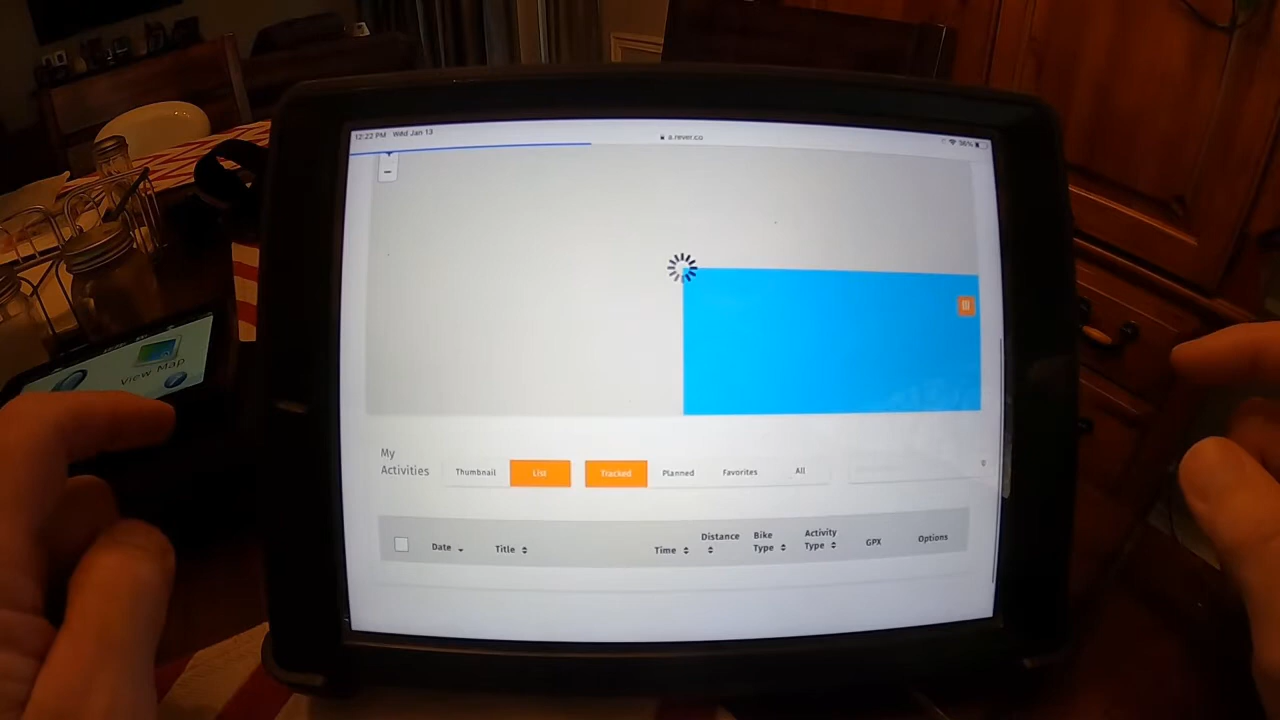 12:22 PM Wed Jan 13
a.rever.co
36%
View Map
My
Activities
Thumbnail
List
Tracked
Planned
Favorites
All
Date
Title
Time
Distance
Bike
Type
Activity
Type
GPX
Options